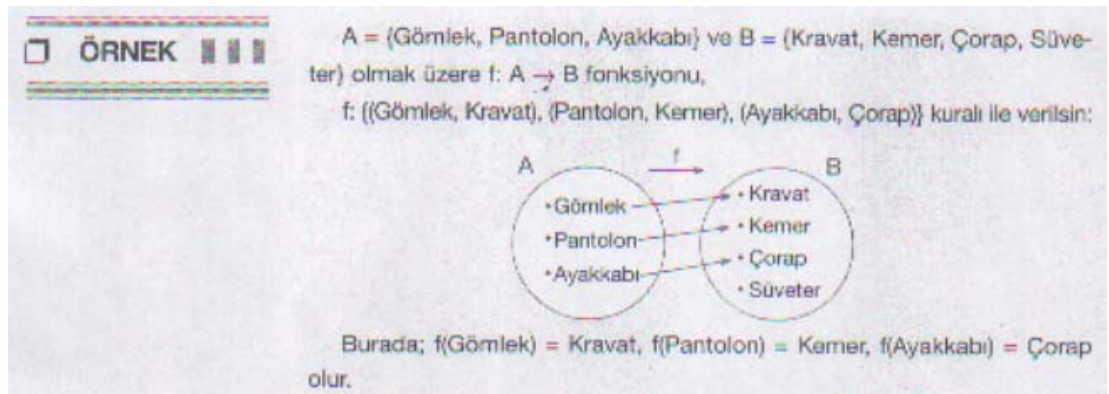 ÖRNEK
A = {Gömlek, Pantolon, Ayakkabı} ve B = {Kravat, Kemer, Çorap, Süve-
ter} olmak üzere f: A → B fonksiyonu,
f: {(Gömlek, Kravat), (Pantolon, Kemer), (Ayakkabı, Çorap)} kuralı ile verilsin:
A f B
• Gömlek • Kravat
• Pantolon • Kemer
• Ayakkabı • Çorap
• Süveter
Burada; f(Gömlek) = Kravat, f(Pantolon) = Kemer, f(Ayakkabı) = Çorap
olur.